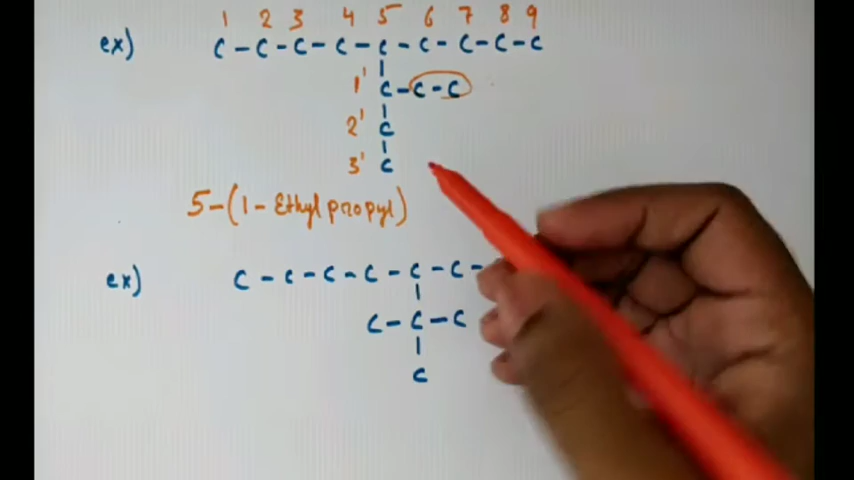 1 2 3 4 5 6 7 8 9
ex) C - C - C - C - C - C - C - C - C
1' C - C - C
2' C
3' C
5-(1- Ethyl propyl)
ex) C - C - C - C - C - C -
C - C - C
C